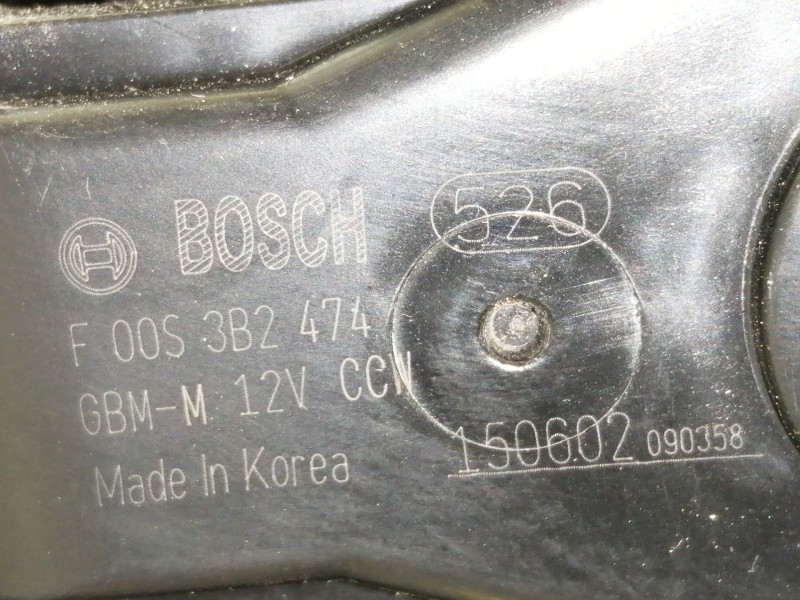 BOSCH 526
F 00S 3B2 474
GBM-M 12V CCW
150602 090358
Made In Korea